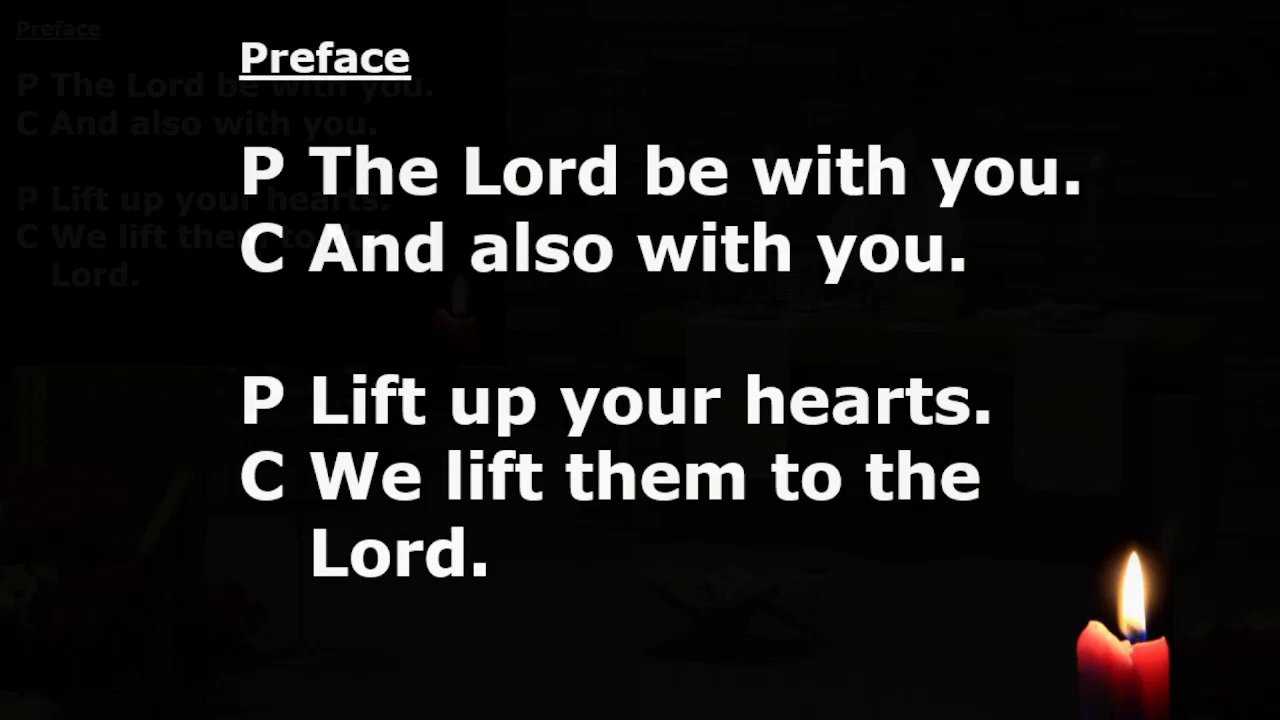 Preface
P The Lord be with you.
C And also with you.
P Lift up your hearts.
C We lift them to the
Lord.